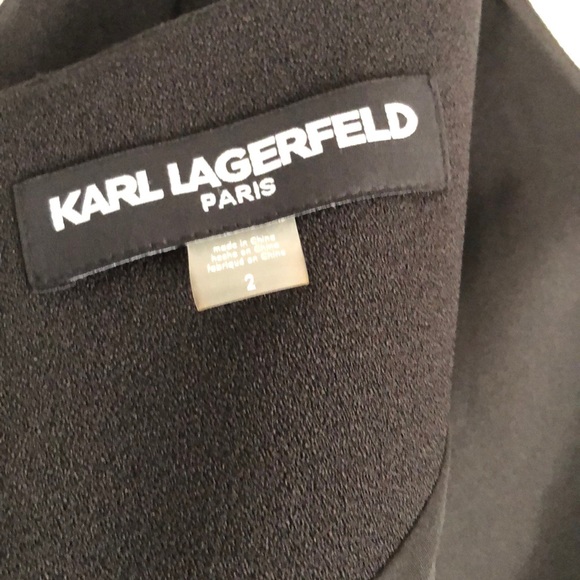 KARL LAGERFELD
PARIS
made in China
hecho en China
fabriqué en Chine
2